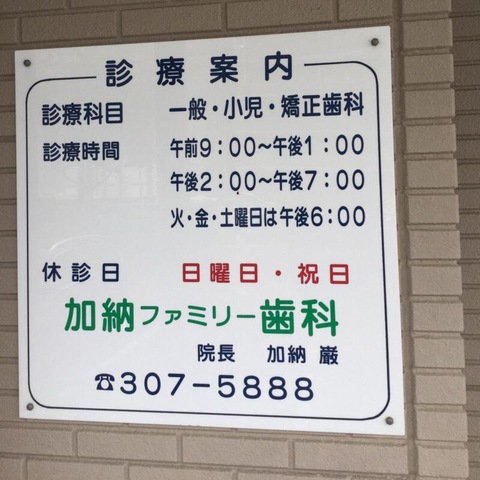 診療案内
診療科目 一般・小児・矯正歯科
診療時間 午前9:00〜午後1:00
午後2:00〜午後7:00
火・金・土曜日は午後6:00
休診日 日曜日・祝日
加納ファミリー歯科
院長 加納 巌
☎307-5888